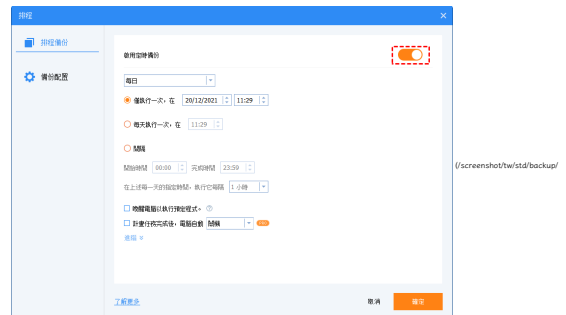 排程
排程備份
備份配置
啟用定時備份
每日
僅執行一次，在 20/12/2021 11:29
每天執行一次，在 11:29
間隔
開始時間 00:00 完成時間 23:59
在上述每一天的指定時間，執行它每隔 1 小時
喚醒電腦以執行預定程式。
計畫任務完成後，電腦自動 關機
進階
了解更多
取消 確定
(/screenshot/tw/std/backup/